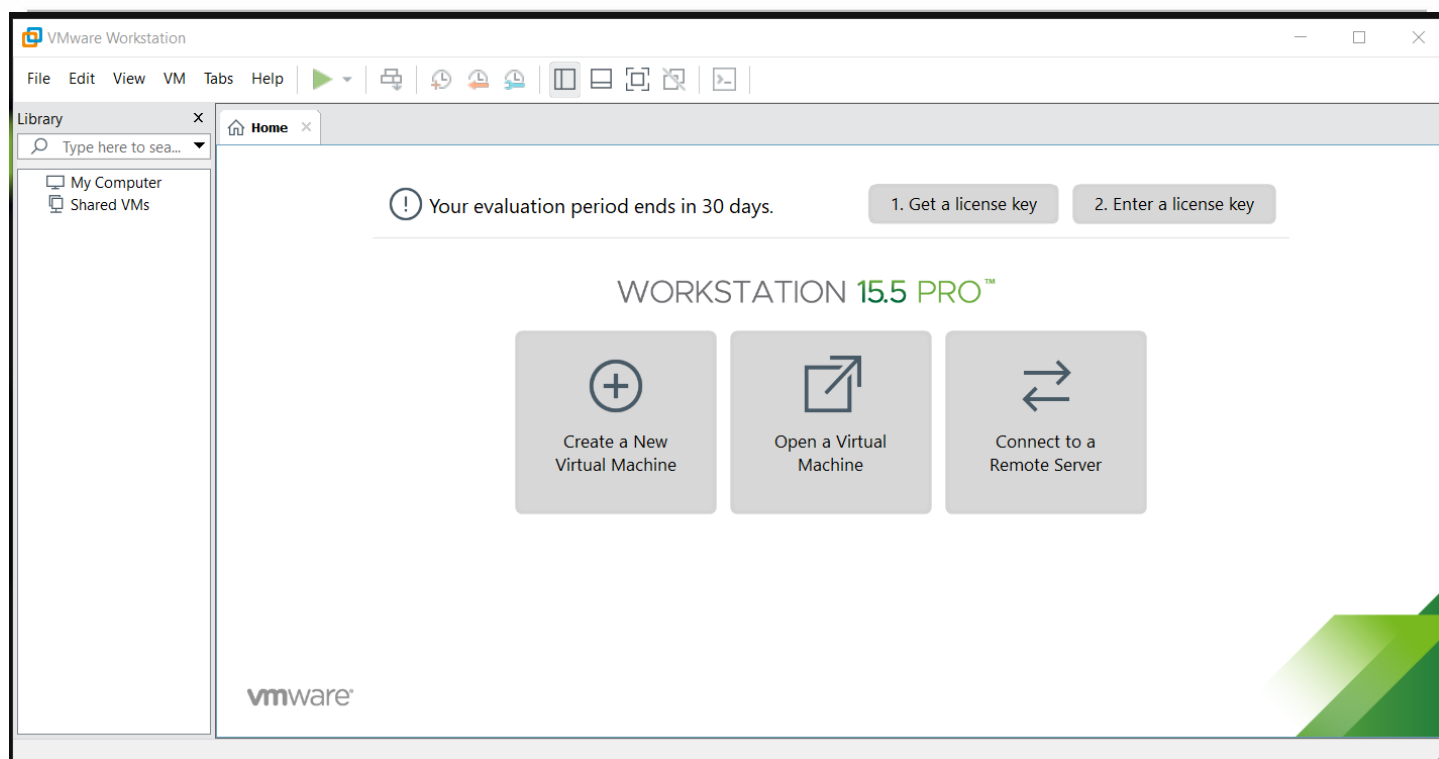 VMware Workstation
File Edit View VM Tabs Help
Library
Home
Type here to sea...
My Computer
Shared VMs
Your evaluation period ends in 30 days.
1. Get a license key
2. Enter a license key
WORKSTATION 15.5 PRO™
Create a New
Virtual Machine
Open a Virtual
Machine
Connect to a
Remote Server
vmware®